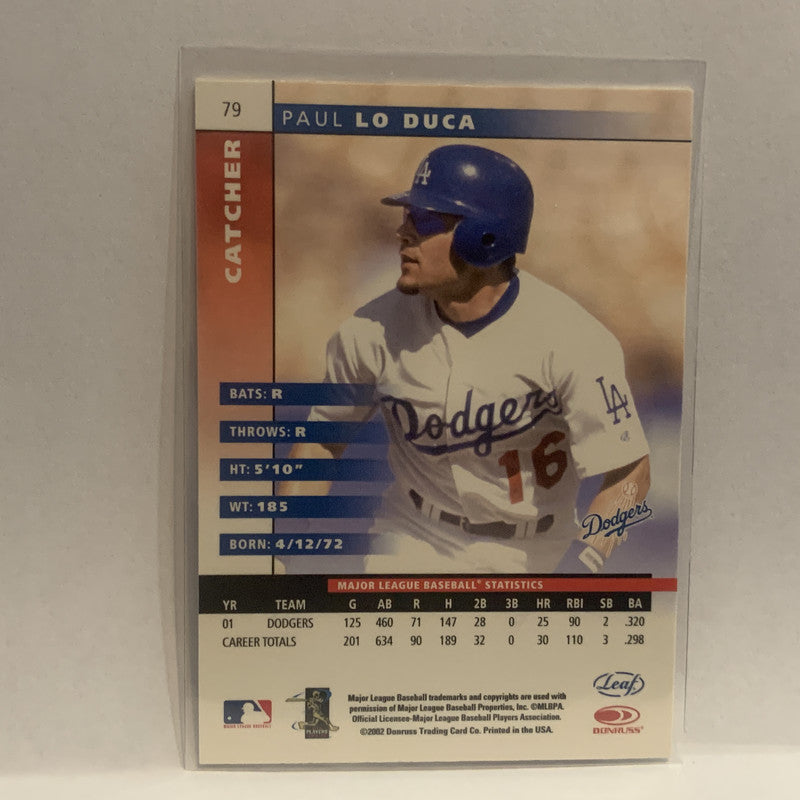 79
PAUL LO DUCA
CATCHER
LA
LA
Dodgers
16
Dodgers
BATS: R
THROWS: R
HT: 5'10"
WT: 185
BORN: 4/12/72
MAJOR LEAGUE BASEBALL® STATISTICS
YR TEAM G AB R H 2B 3B HR RBI SB BA
01 DODGERS 125 460 71 147 28 0 25 90 2 .320
CAREER TOTALS 201 634 90 189 32 0 30 110 3 .298
Major League Baseball trademarks and copyrights are used with
permission of Major League Baseball Properties, Inc. ©MLBPA.
Official Licensee-Major League Baseball Players Association.
©2002 Donruss Trading Card Co. Printed in the USA.
MAJOR LEAGUE BASEBALL
PLAYERS
Leaf
DONRUSS